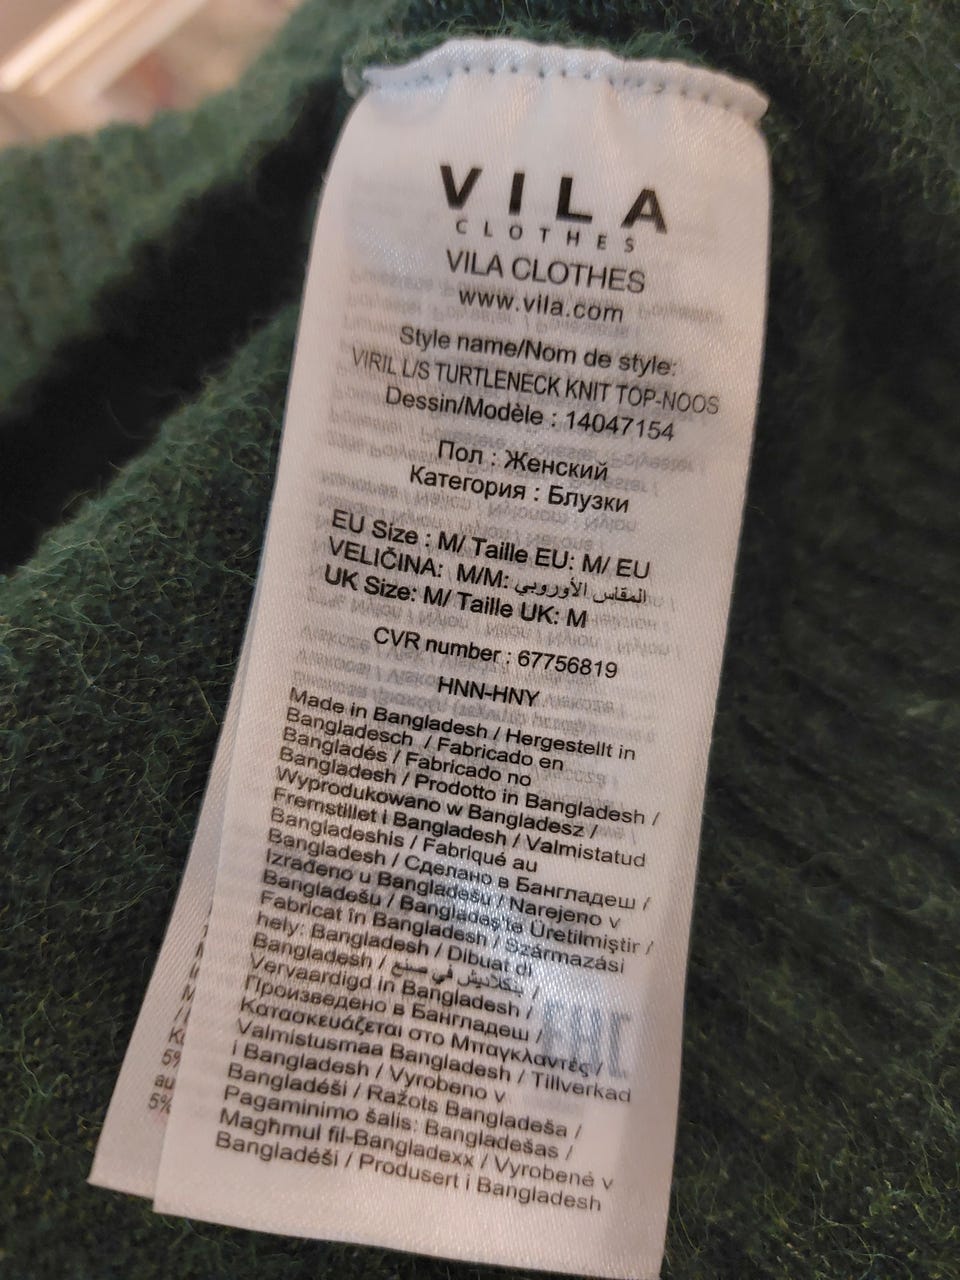 VILA
CLOTHES
VILA CLOTHES
www.vila.com
Style name/Nom de style:
VIRIL L/S TURTLENECK KNIT TOP-NOOS
Dessin/Modèle : 14047154
Пол : Женский
Категория : Блузки
EU Size : M/ Taille EU: M/ EU
VELIČINA: M/M: المقاس الأوروبي
UK Size: M/ Taille UK: M
CVR number : 67756819
HNN-HNY
Made in Bangladesh / Hergestellt in
Bangladesch / Fabricado en
Bangladés / Fabricado no
Bangladesh / Prodotto in Bangladesh /
Wyprodukowano w Bangladesz /
Fremstillet i Bangladesh / Valmistatud
Bangladeshis / Fabriqué au
Bangladesh / Сделано в Бангладеш /
Izrađeno u Bangladešu / Narejeno v
Bangladešu / Bangladeş'te Üretilmiştir /
Fabricat în Bangladesh / Származási
hely: Bangladesh / Dibuat di
Bangladesh / بنكلاديش في صنع /
Vervaardigd in Bangladesh /
Произведено в Бангладеш /
Κατασκευάζεται στο Μπαγκλαντές /
Valmistusmaa Bangladesh / Tillverkad
i Bangladesh / Vyrobeno v
Bangladéši / Ražots Bangladeša /
Pagaminimo šalis: Bangladešas /
Magħmul fil-Bangladexx / Vyrobené v
Bangladéši / Produsert i Bangladesh
5%
au
5%